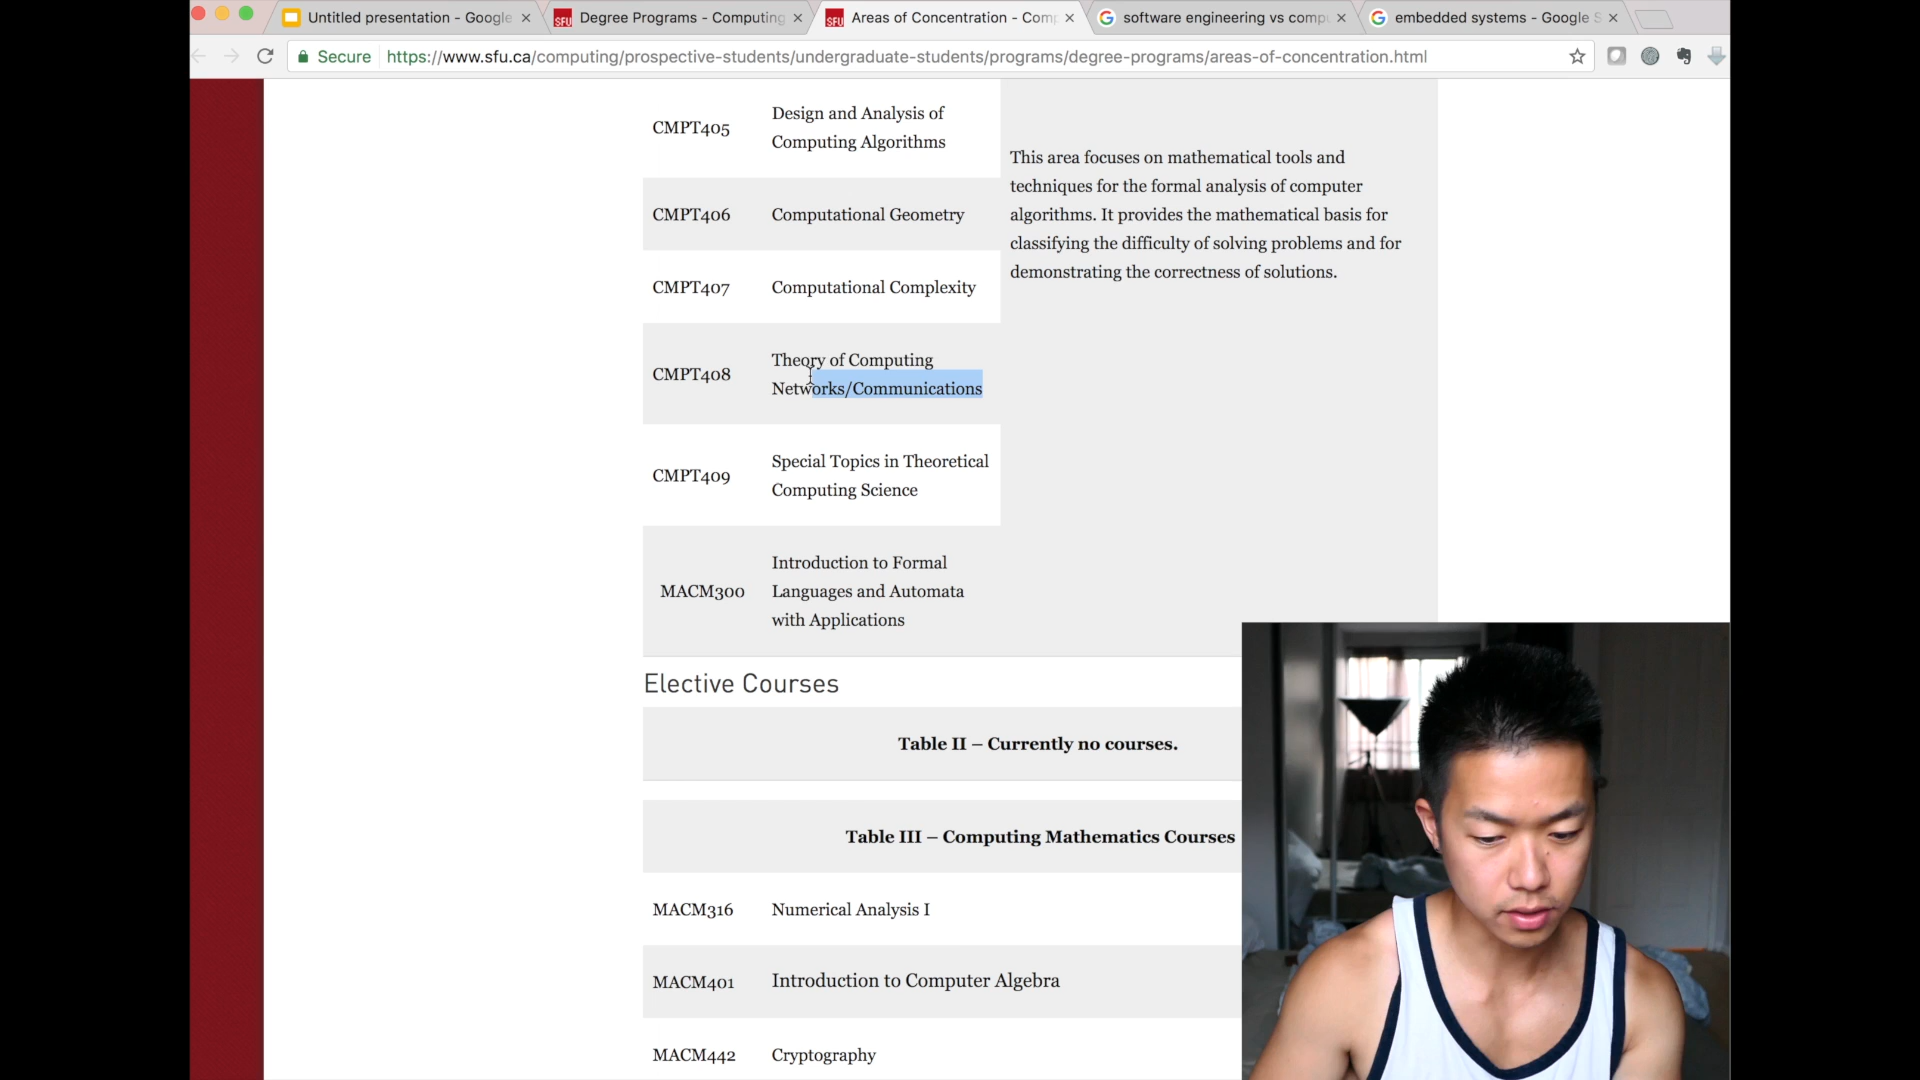 Untitled presentation - Google
SFU Degree Programs - Computing
SFU Areas of Concentration - Com
software engineering vs compu
embedded systems - Google S
Secure https://www.sfu.ca/computing/prospective-students/undergraduate-students/programs/degree-programs/areas-of-concentration.html
CMPT405
Design and Analysis of
Computing Algorithms
This area focuses on mathematical tools and
techniques for the formal analysis of computer
algorithms. It provides the mathematical basis for
classifying the difficulty of solving problems and for
demonstrating the correctness of solutions.
CMPT406
Computational Geometry
CMPT407
Computational Complexity
CMPT408
Theory of Computing
Networks/Communications
CMPT409
Special Topics in Theoretical
Computing Science
MACM300
Introduction to Formal
Languages and Automata
with Applications
Elective Courses
Table II – Currently no courses.
Table III – Computing Mathematics Courses
MACM316
Numerical Analysis I
MACM401
Introduction to Computer Algebra
MACM442
Cryptography